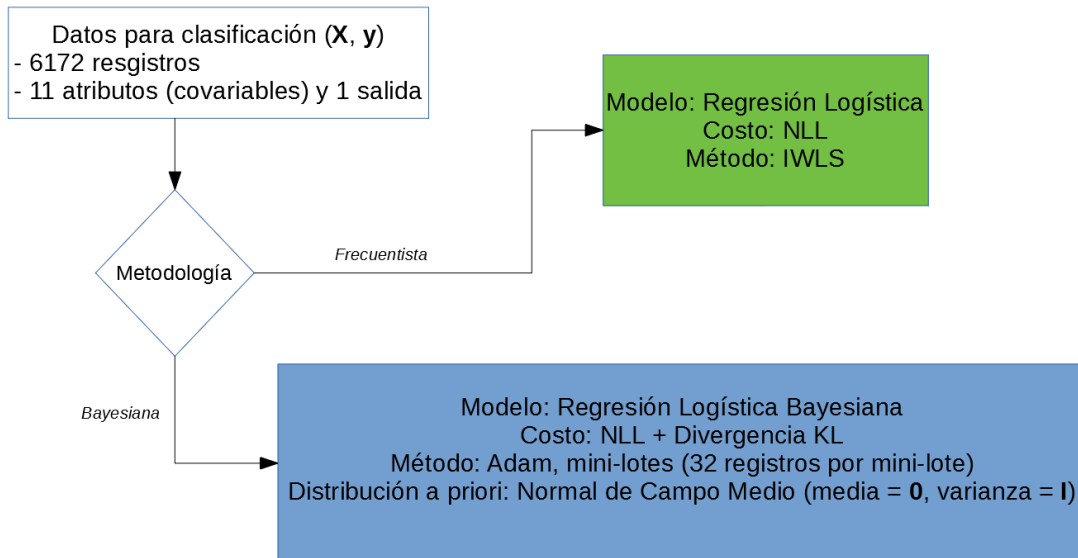 Datos para clasificación (X, y)
- 6172 resgistros
- 11 atributos (covariables) y 1 salida
Modelo: Regresión Logística
Costo: NLL
Método: IWLS
Frecuentista
Metodología
Bayesiana
Modelo: Regresión Logística Bayesiana
Costo: NLL + Divergencia KL
Método: Adam, mini-lotes (32 registros por mini-lote)
Distribución a priori: Normal de Campo Medio (media = 0, varianza = I)